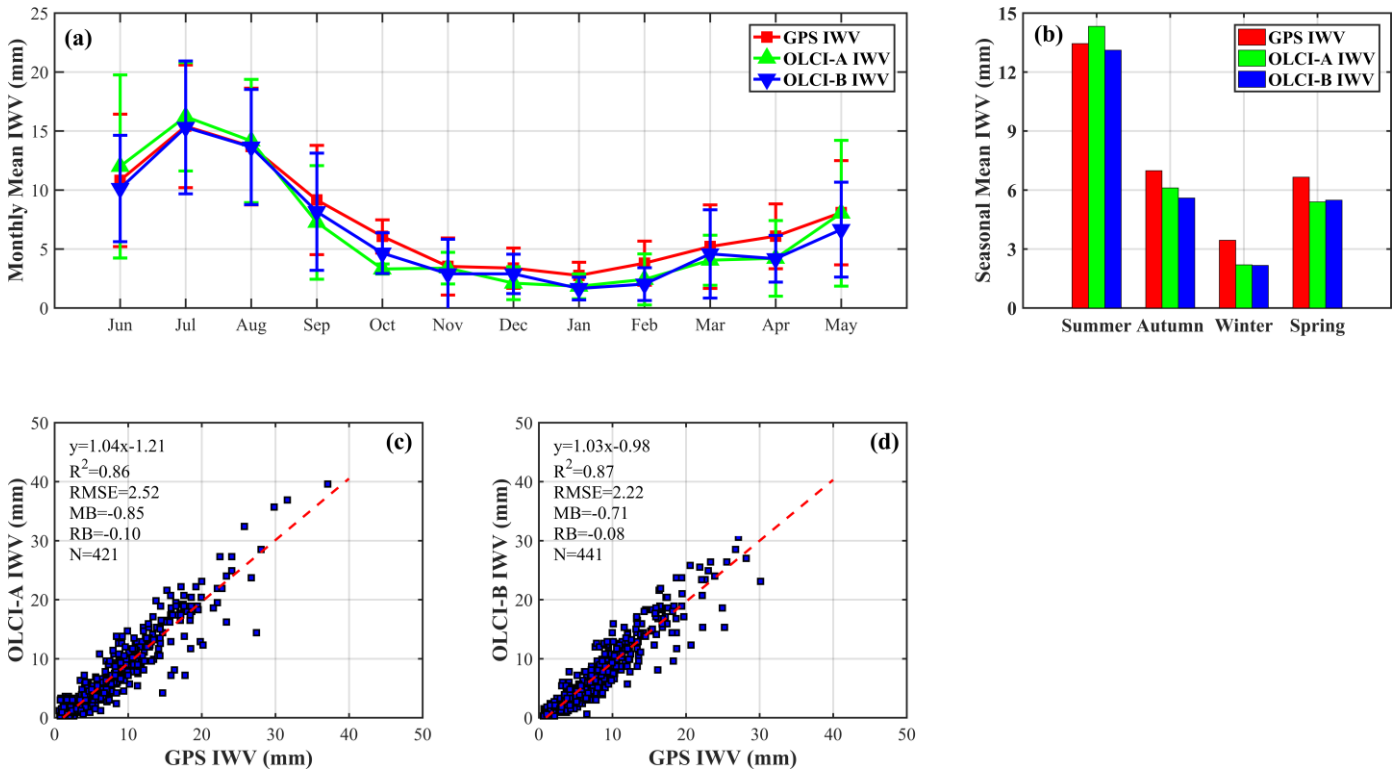 (a)
GPS IWV
OLCI-A IWV
OLCI-B IWV
Monthly Mean IWV (mm)
25
20
15
10
5
0
Jun Jul Aug Sep Oct Nov Dec Jan Feb Mar Apr May
(b)
GPS IWV
OLCI-A IWV
OLCI-B IWV
Seasonal Mean IWV (mm)
15
12
9
6
3
0
Summer Autumn Winter Spring
(c)
y=1.04x-1.21
R²=0.86
RMSE=2.52
MB=-0.85
RB=-0.10
N=421
OLCI-A IWV (mm)
50
40
30
20
10
0
0 10 20 30 40 50
GPS IWV (mm)
(d)
y=1.03x-0.98
R²=0.87
RMSE=2.22
MB=-0.71
RB=-0.08
N=441
OLCI-B IWV (mm)
50
40
30
20
10
0
0 10 20 30 40 50
GPS IWV (mm)